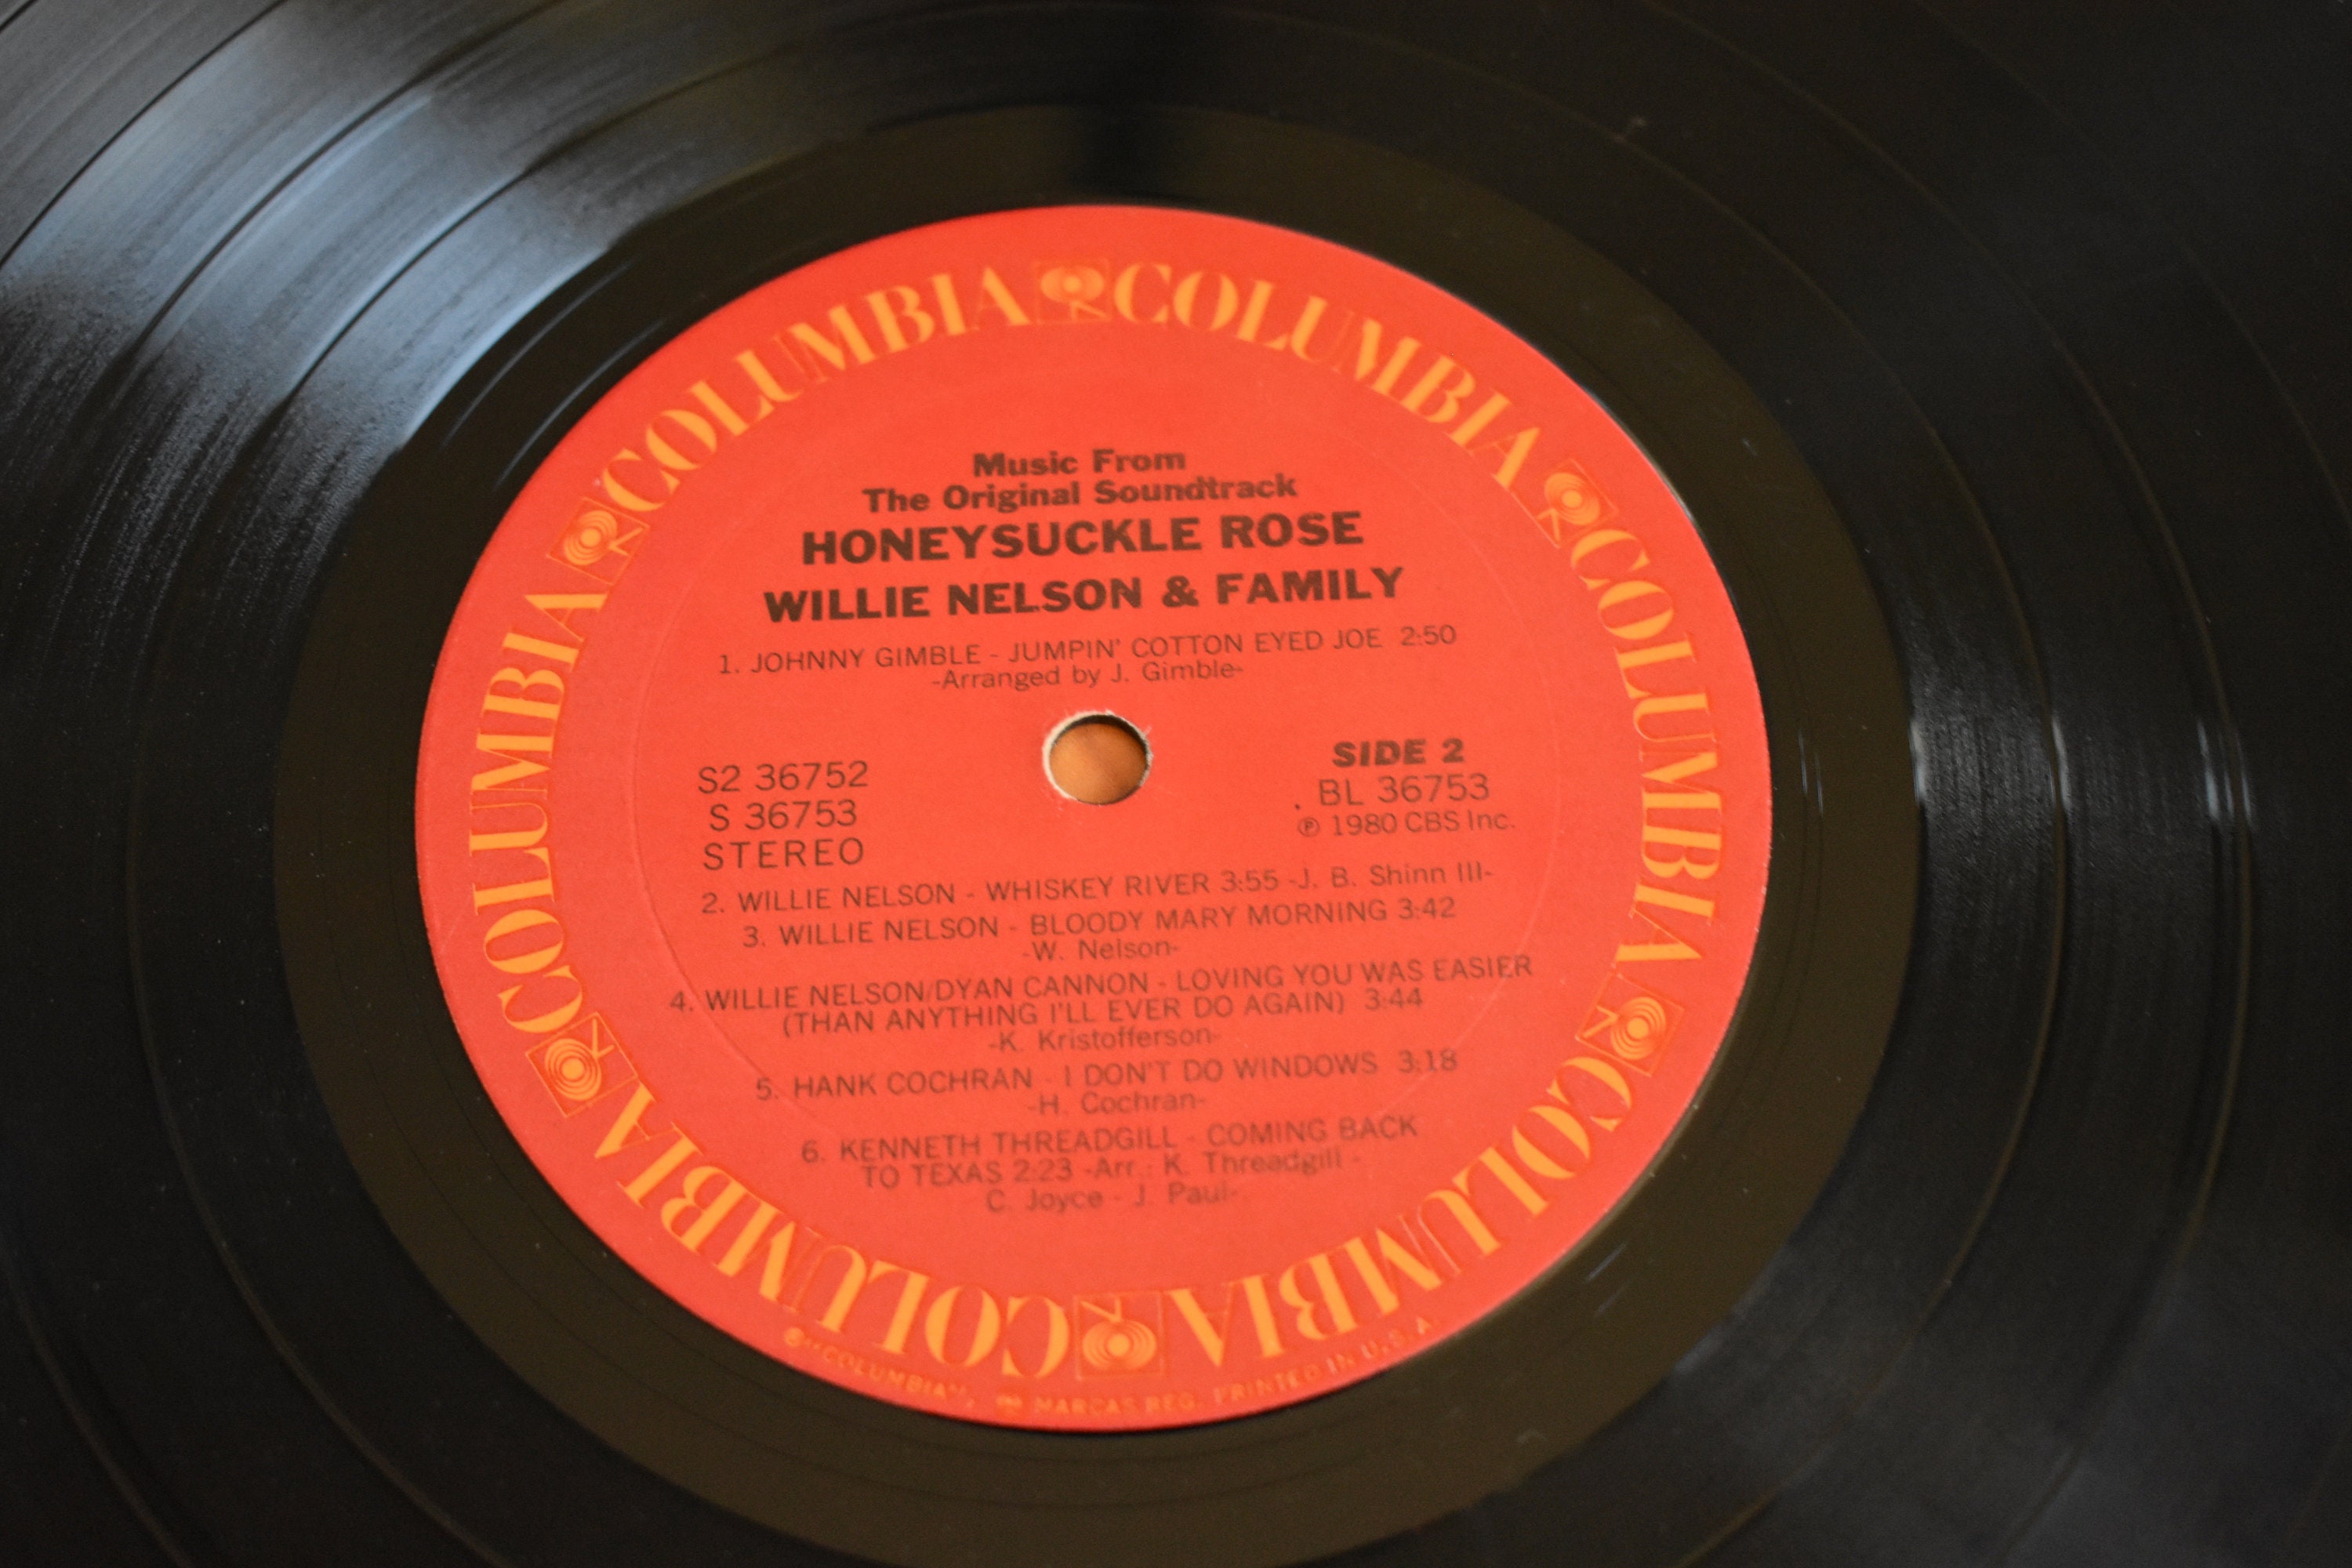 COLUMBIA COLUMBIA COLUMBIA COLUMBIA COLUMBIA COLUMBIA
Music From
The Original Soundtrack
HONEYSUCKLE ROSE
WILLIE NELSON & FAMILY
1. JOHNNY GIMBLE - JUMPIN' COTTON EYED JOE 2:50
-Arranged by J. Gimble-
S2 36752
S 36753
STEREO
SIDE 2
BL 36753
℗ 1980 CBS Inc.
2. WILLIE NELSON - WHISKEY RIVER 3:55 -J. B. Shinn III-
3. WILLIE NELSON - BLOODY MARY MORNING 3:42
-W. Nelson-
4. WILLIE NELSON/DYAN CANNON - LOVING YOU WAS EASIER
(THAN ANYTHING I'LL EVER DO AGAIN) 3:44
-K. Kristofferson-
5. HANK COCHRAN - I DON'T DO WINDOWS 3:18
-H. Cochran-
6. KENNETH THREADGILL - COMING BACK
TO TEXAS 2:23 -Arr.: K. Threadgill -
C. Joyce - J. Paul-
"COLUMBIA", MARCAS REG. PRINTED IN U.S.A.